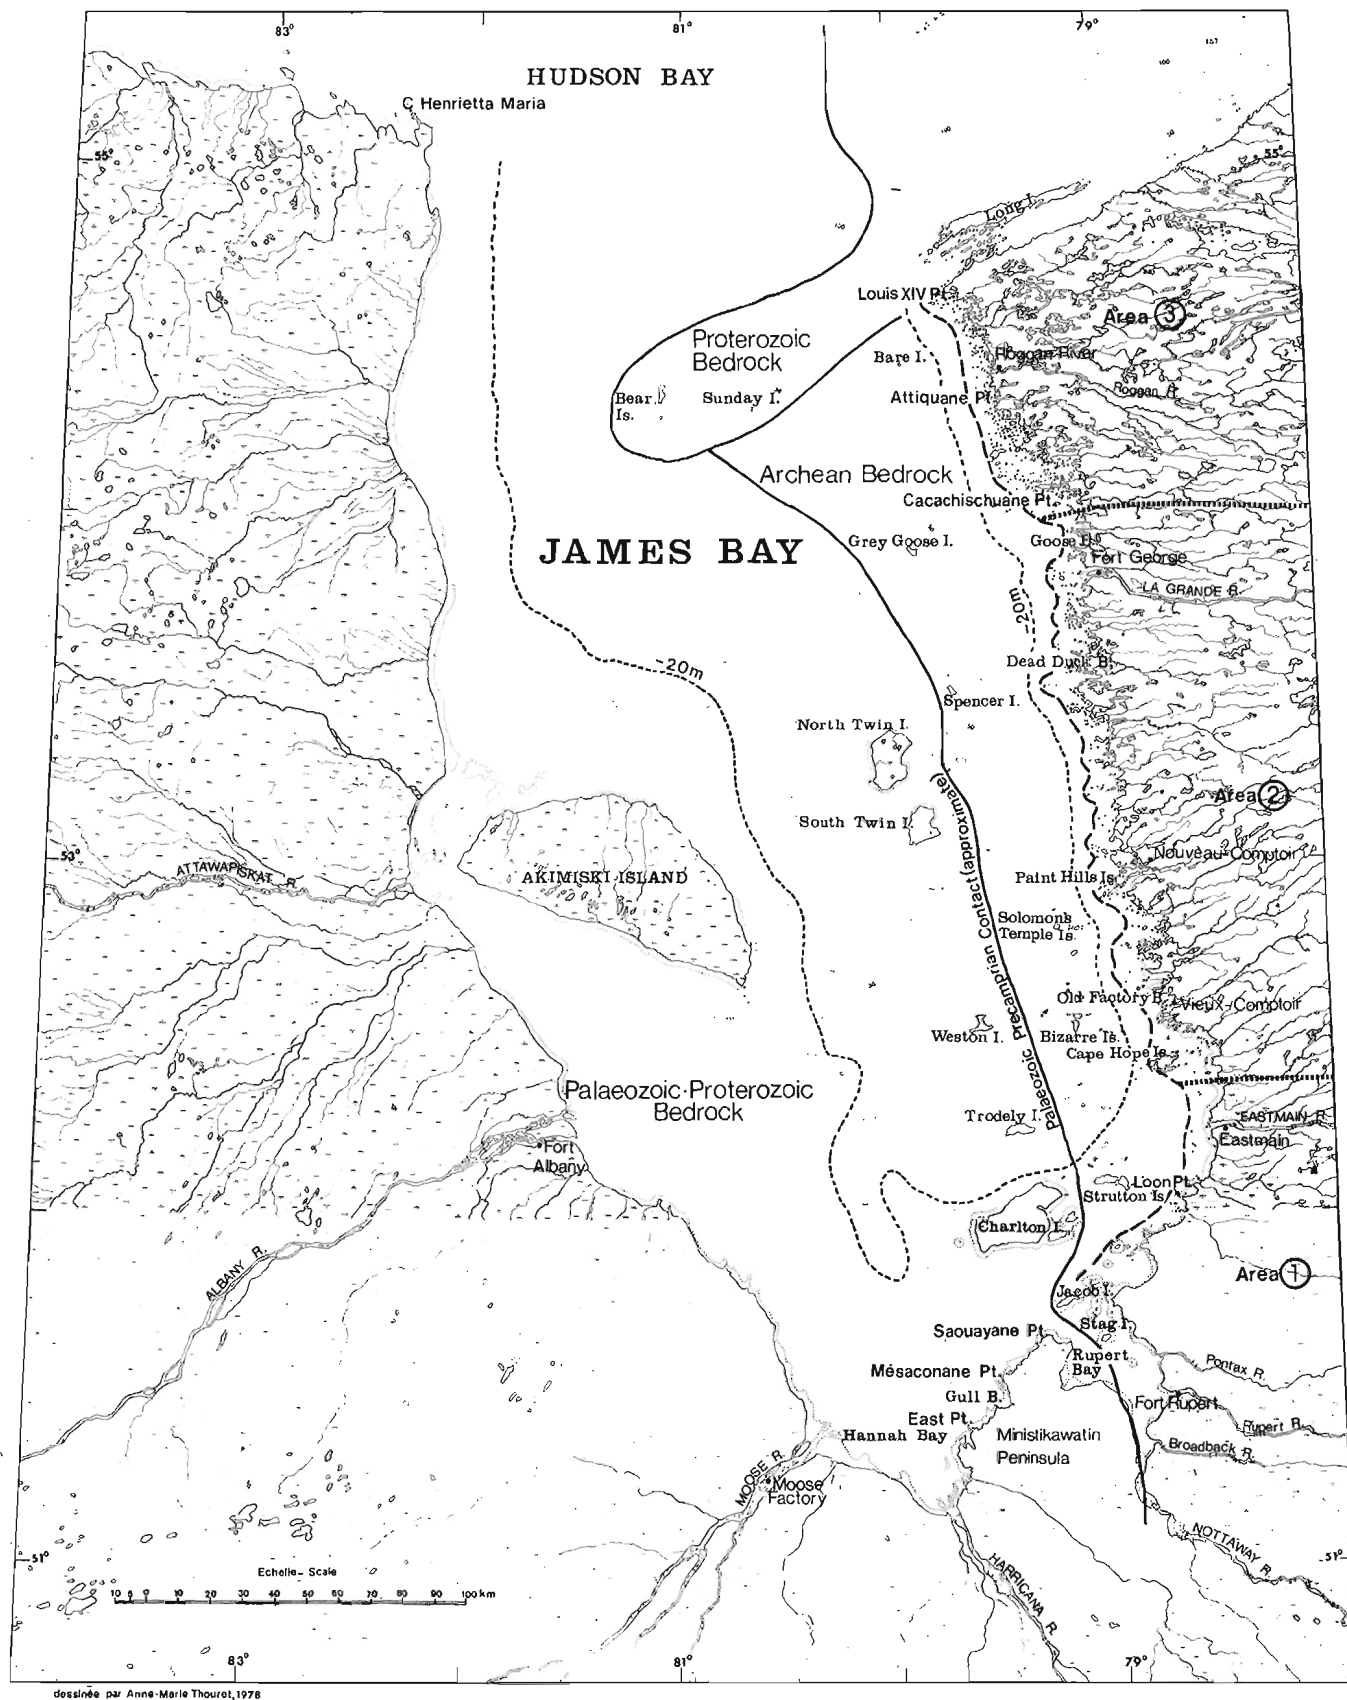 83°
81°
79°
HUDSON BAY
C Henrietta Maria
157
100
55°
55°
Long I.
Louis XIV Pt.
Area 3
Proterozoic
Bedrock
Bare I.
Roggan River
Roggan R.
Bear
Is.
Sunday I.
Attiquane Pt.
Archean Bedrock
Cacachischuane Pt.
JAMES BAY
Grey Goose I.
Goose I.
Fort George
LA GRANDE R.
-20m
-20m
Dead Duck B.
Spencer I.
North Twin I.
South Twin I.
Area 2
Palaeozoic Precamprian Contact (approximate)
53°
ATTAWAPISKAT R.
AKIMISKI ISLAND
Nouveau-Comptoir
Paint Hills Is.
Solomons
Temple Is.
Old Factory B.
Vieux-Comptoir
Weston I.
Bizarre Is.
Cape Hope Is.
Palaeozoic-Proterozoic
Bedrock
Trodely I.
EASTMAIN R.
Eastmain
Fort
Albany
Loon Pt.
Strutton Is.
Charlton I.
ALBANY R.
Area 1
Jacob I.
Stag I.
Saouayane Pt.
Rupert
Bay
Pontax R.
Mésaconane Pt.
Gull B.
Fort Rupert
East Pt.
Rupert R.
Hannah Bay
Ministikawatin
Peninsula
Broadback R.
MOOSE R.
Moose
Factory
NOTTAWAY R.
HARRICANA R.
51°
51°
Echelle - Scale
10 5 0 10 20 30 40 50 60 70 80 90 100 km
83°
81°
79°
dessinée par Anne-Marie Thouret, 1978